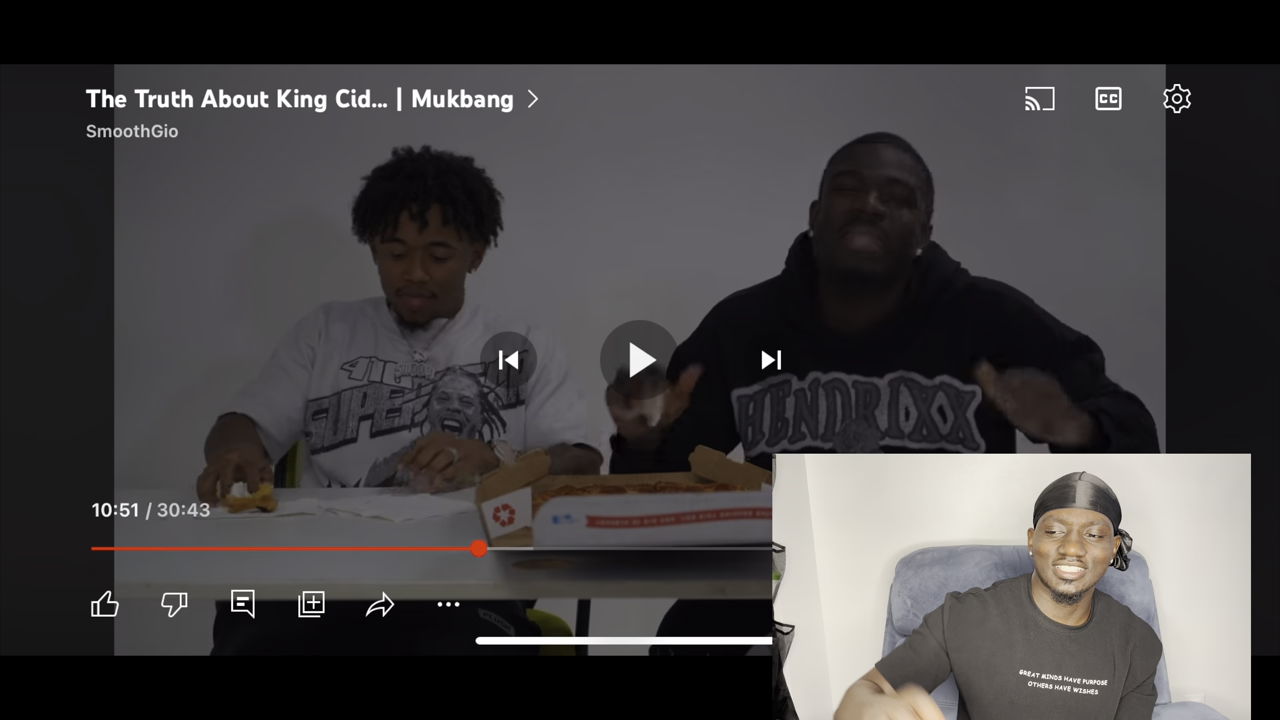 The Truth About King Cid... | Mukbang
SmoothGio
CC
HENDRIXX
10:51 / 30:43
GREAT MINDS HAVE PURPOSE
OTHERS HAVE WISHES